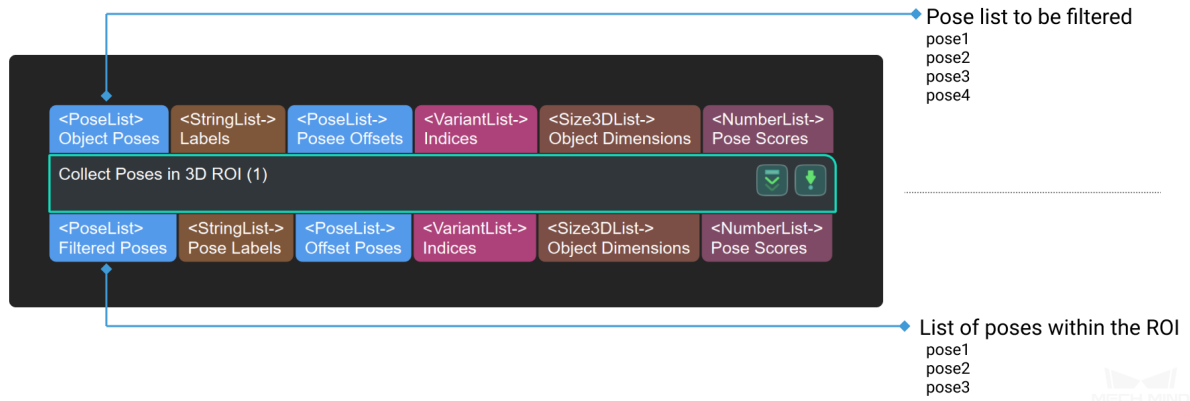 Pose list to be filtered
pose1
pose2
pose3
pose4
<PoseList>
Object Poses
<StringList->
Labels
<PoseList->
Posee Offsets
<VariantList->
Indices
<Size3DList->
Object Dimensions
<NumberList->
Pose Scores
Collect Poses in 3D ROI (1)
<PoseList>
Filtered Poses
<StringList->
Pose Labels
<PoseList->
Offset Poses
<VariantList->
Indices
<Size3DList->
Object Dimensions
<NumberList->
Pose Scores
List of poses within the ROI
pose1
pose2
pose3
MECH MIND